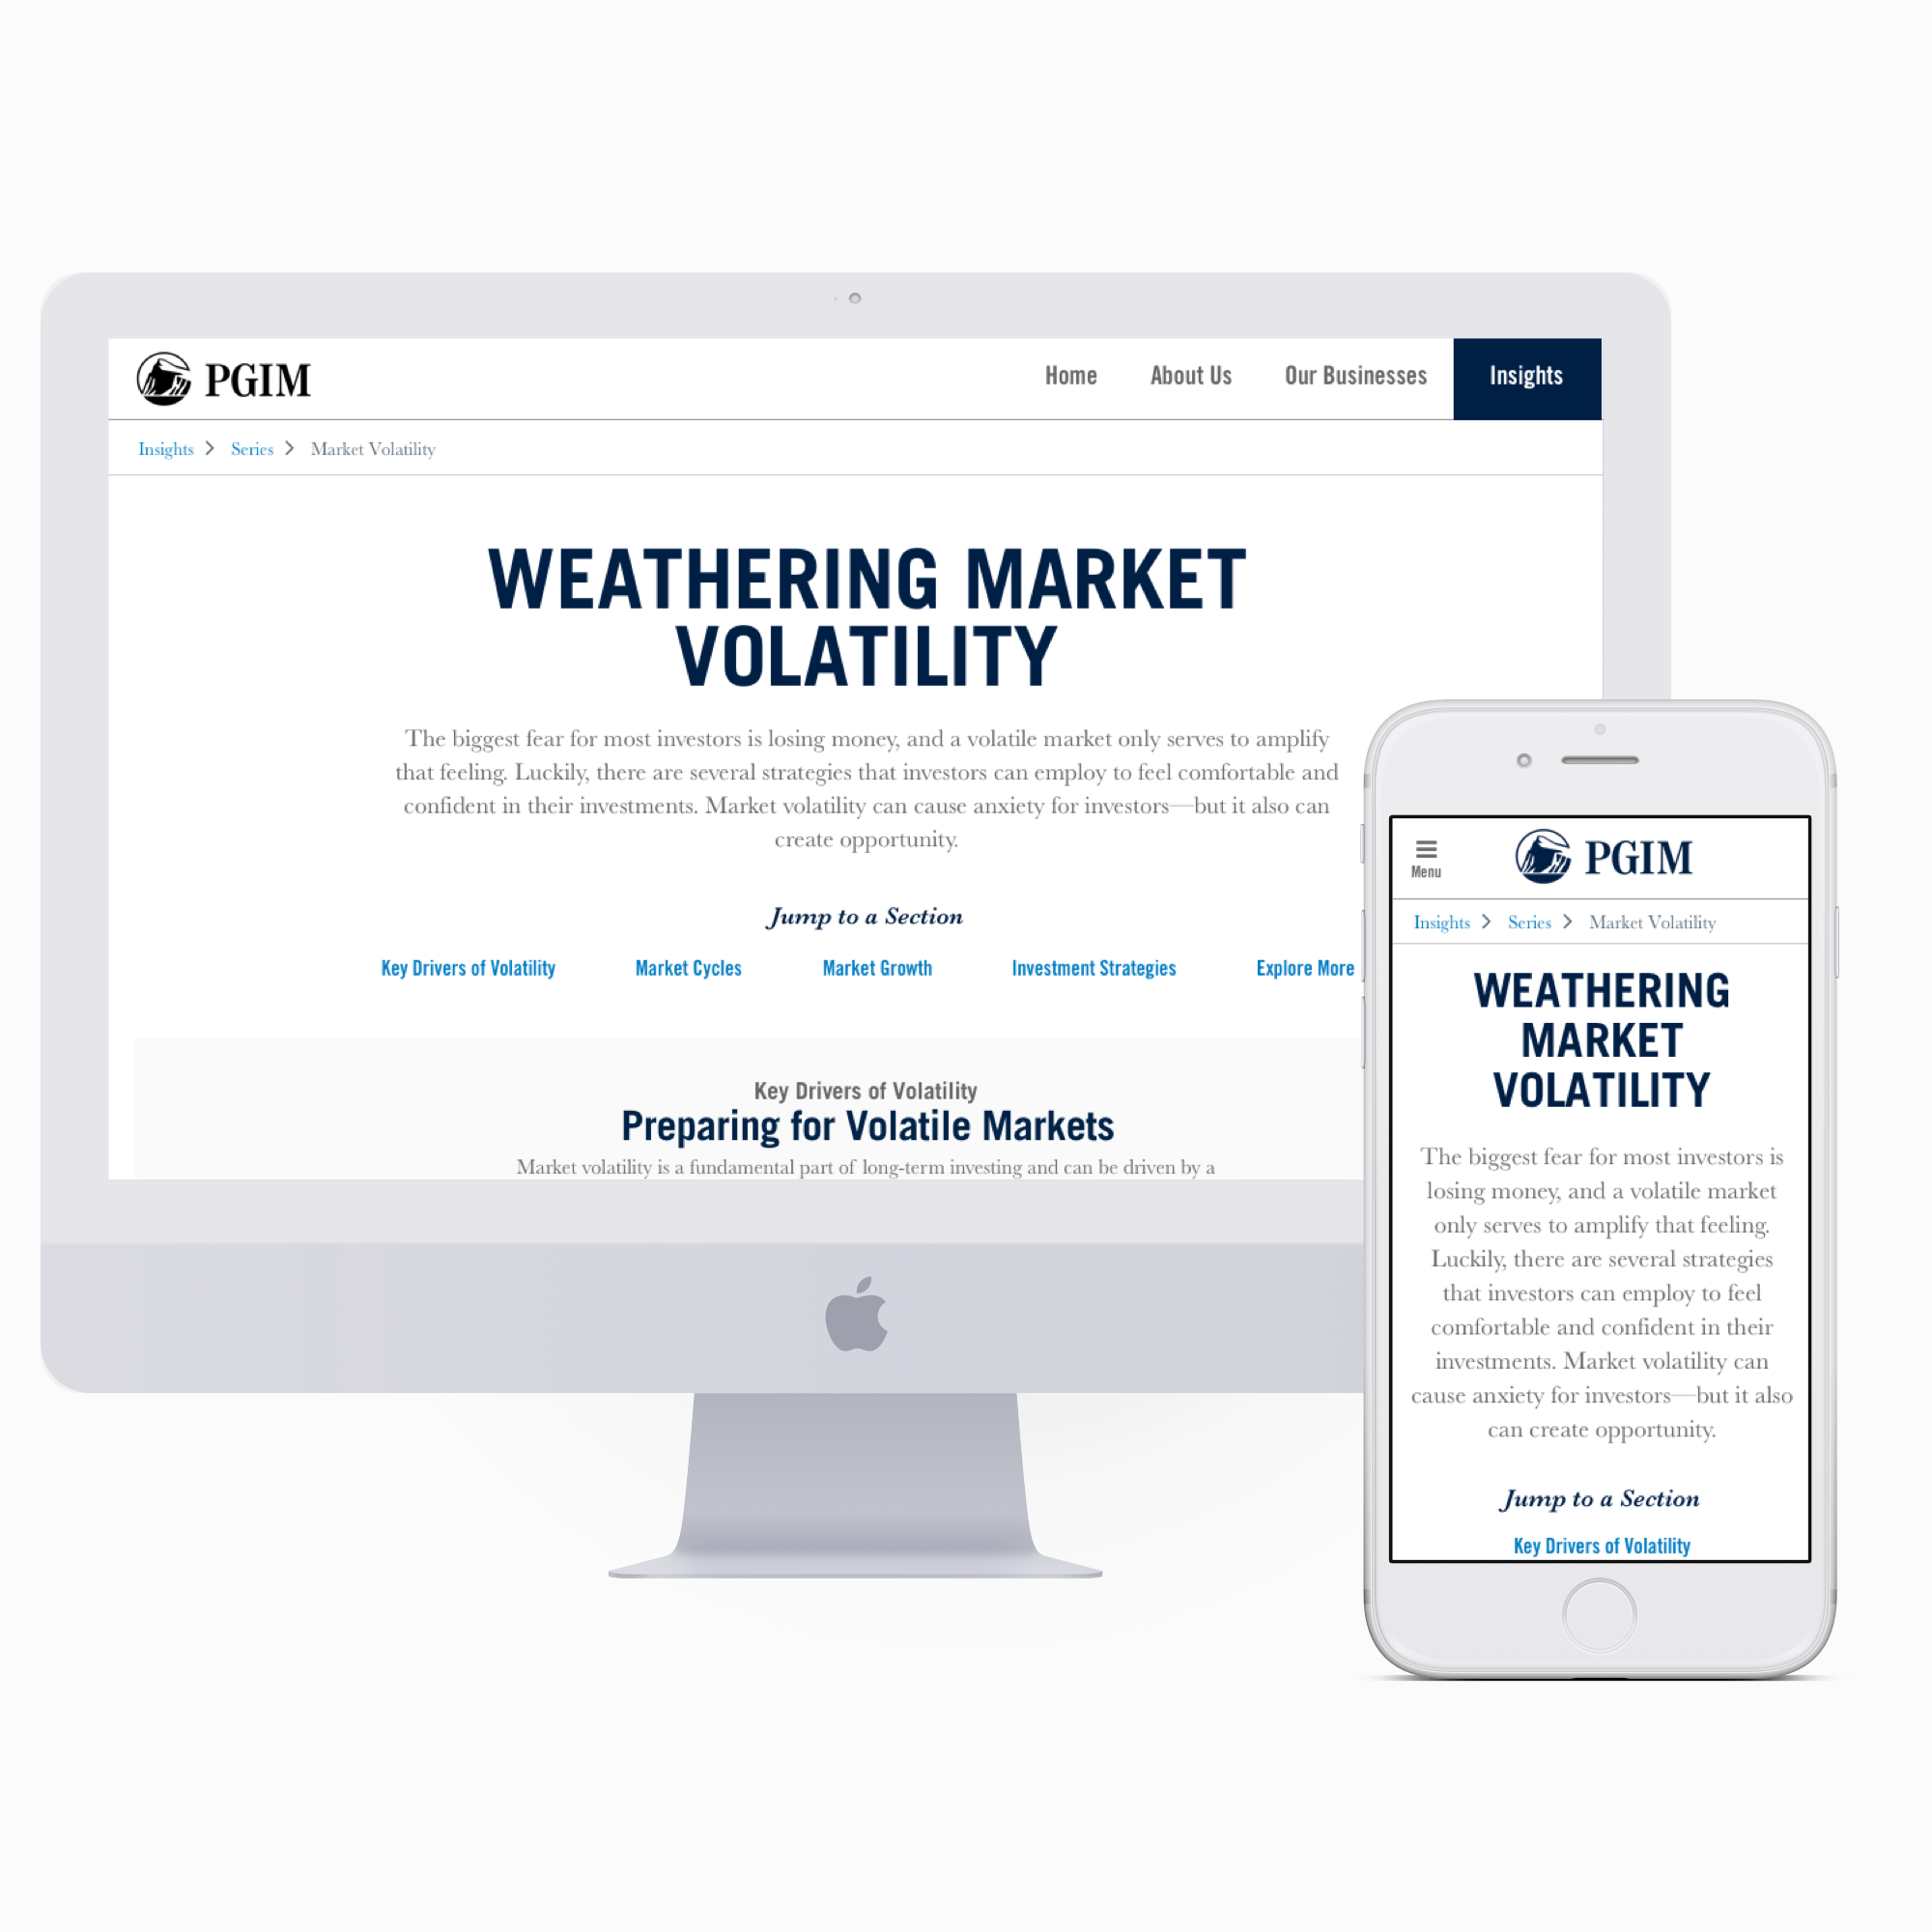 PGIM
Home About Us Our Businesses Insights
Insights Series Market Volatility
WEATHERING MARKET
VOLATILITY
The biggest fear for most investors is losing money, and a volatile market only serves to amplify
that feeling. Luckily, there are several strategies that investors can employ to feel comfortable and
confident in their investments. Market volatility can cause anxiety for investors—but it also can
create opportunity.
Jump to a Section
Key Drivers of Volatility Market Cycles Market Growth Investment Strategies Explore More
Key Drivers of Volatility
Preparing for Volatile Markets
Market volatility is a fundamental part of long-term investing and can be driven by a
Menu
PGIM
Insights Series Market Volatility
WEATHERING
MARKET
VOLATILITY
The biggest fear for most investors is
losing money, and a volatile market
only serves to amplify that feeling.
Luckily, there are several strategies
that investors can employ to feel
comfortable and confident in their
investments. Market volatility can
cause anxiety for investors—but it also
can create opportunity.
Jump to a Section
Key Drivers of Volatility